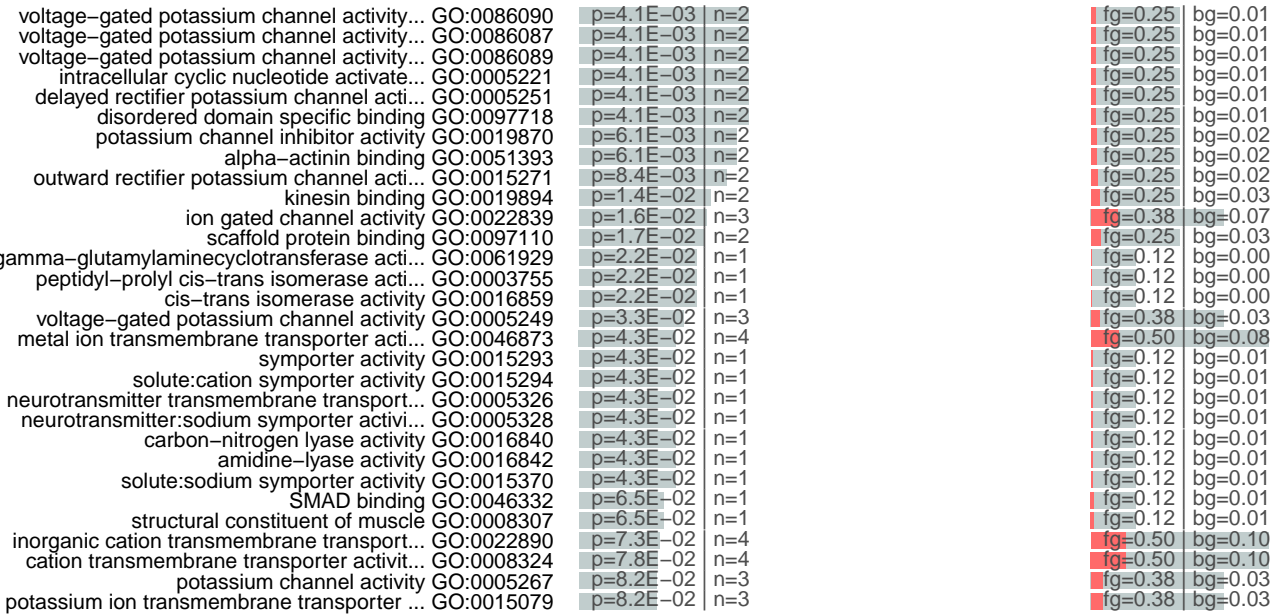 voltage−gated potassium channel activity... GO:0086090 p=4.1E−03 n=2 fg=0.25 bg=0.01
voltage−gated potassium channel activity... GO:0086087 p=4.1E−03 n=2 fg=0.25 bg=0.01
voltage−gated potassium channel activity... GO:0086089 p=4.1E−03 n=2 fg=0.25 bg=0.01
intracellular cyclic nucleotide activate... GO:0005221 p=4.1E−03 n=2 fg=0.25 bg=0.01
delayed rectifier potassium channel acti... GO:0005251 p=4.1E−03 n=2 fg=0.25 bg=0.01
disordered domain specific binding GO:0097718 p=4.1E−03 n=2 fg=0.25 bg=0.01
potassium channel inhibitor activity GO:0019870 p=6.1E−03 n=2 fg=0.25 bg=0.02
alpha−actinin binding GO:0051393 p=6.1E−03 n=2 fg=0.25 bg=0.02
outward rectifier potassium channel acti... GO:0015271 p=8.4E−03 n=2 fg=0.25 bg=0.02
kinesin binding GO:0019894 p=1.4E−02 n=2 fg=0.25 bg=0.03
ion gated channel activity GO:0022839 p=1.6E−02 n=3 fg=0.38 bg=0.07
scaffold protein binding GO:0097110 p=1.7E−02 n=2 fg=0.25 bg=0.03
gamma−glutamylaminecyclotransferase acti... GO:0061929 p=2.2E−02 n=1 fg=0.12 bg=0.00
peptidyl−prolyl cis−trans isomerase acti... GO:0003755 p=2.2E−02 n=1 fg=0.12 bg=0.00
cis−trans isomerase activity GO:0016859 p=2.2E−02 n=1 fg=0.12 bg=0.00
voltage−gated potassium channel activity GO:0005249 p=3.3E−02 n=3 fg=0.38 bg=0.03
metal ion transmembrane transporter acti... GO:0046873 p=4.3E−02 n=4 fg=0.50 bg=0.08
symporter activity GO:0015293 p=4.3E−02 n=1 fg=0.12 bg=0.01
solute:cation symporter activity GO:0015294 p=4.3E−02 n=1 fg=0.12 bg=0.01
neurotransmitter transmembrane transport... GO:0005326 p=4.3E−02 n=1 fg=0.12 bg=0.01
neurotransmitter:sodium symporter activi... GO:0005328 p=4.3E−02 n=1 fg=0.12 bg=0.01
carbon−nitrogen lyase activity GO:0016840 p=4.3E−02 n=1 fg=0.12 bg=0.01
amidine−lyase activity GO:0016842 p=4.3E−02 n=1 fg=0.12 bg=0.01
solute:sodium symporter activity GO:0015370 p=4.3E−02 n=1 fg=0.12 bg=0.01
SMAD binding GO:0046332 p=6.5E−02 n=1 fg=0.12 bg=0.01
structural constituent of muscle GO:0008307 p=6.5E−02 n=1 fg=0.12 bg=0.01
inorganic cation transmembrane transport... GO:0022890 p=7.3E−02 n=4 fg=0.50 bg=0.10
cation transmembrane transporter activit... GO:0008324 p=7.8E−02 n=4 fg=0.50 bg=0.10
potassium channel activity GO:0005267 p=8.2E−02 n=3 fg=0.38 bg=0.03
potassium ion transmembrane transporter ... GO:0015079 p=8.2E−02 n=3 fg=0.38 bg=0.03